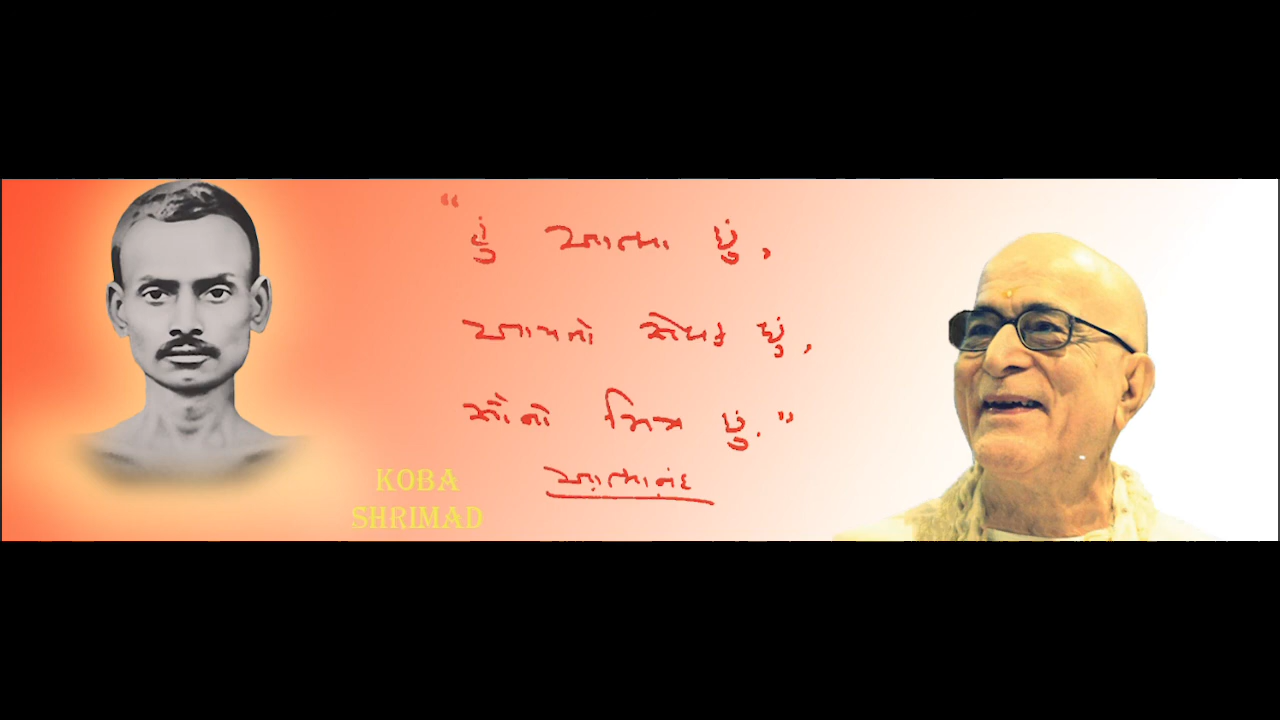 “હું આત્મા છું,
આપનો સેવક છું,
સૌનો મિત્ર છું.”
આત્માનંદ
KOBA
SHRIMAD